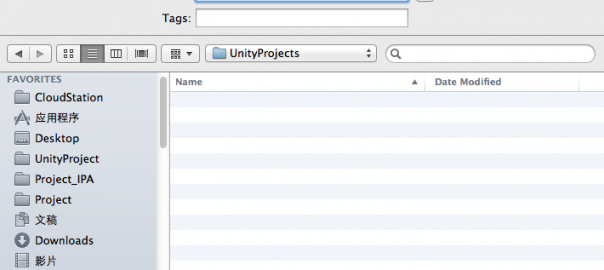 Tags:
UnityProjects
FAVORITES
Name
Date Modified
CloudStation
应用程序
Desktop
UnityProject
Project_IPA
Project
文稿
Downloads
影片